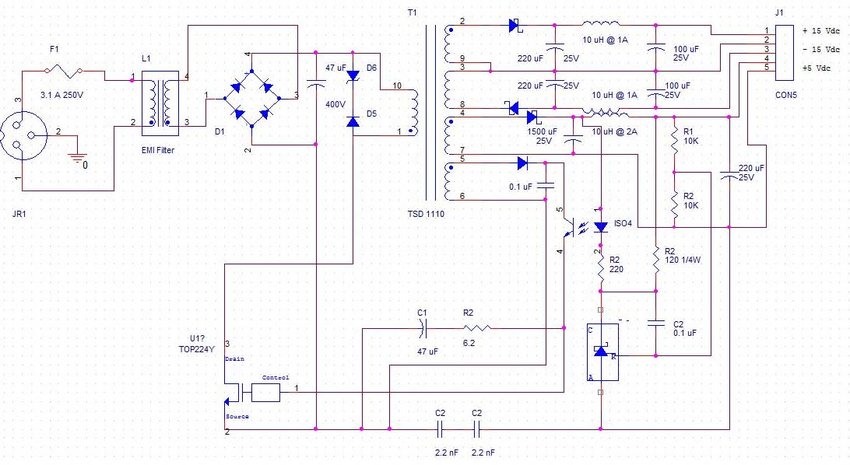 F1
3.1 A 250V
3
2
1
0
JR1
L1
1
4
2
3
EMI Filter
4
1
3
2
D1
47 uF
400V
D6
D5
T1
10
1
2
9
3
8
4
7
5
6
TSD 1110
220 uF
25V
10 uH @ 1A
100 uF
25V
220 uF
25V
10 uH @ 1A
100 uF
25V
1500 uF
25V
10 uH @ 2A
0.1 uF
J1
1
2
3
4
5
+ 15 Vdc
- 15 Vdc
+5 Vdc
CON5
R1
10K
R2
10K
220 uF
25V
5
4
1
2
ISO4
R2
220
R2
120 1/4W
C2
0.1 uF
C
R
A
C1
47 uF
R2
6.2
U1?
TOP224Y
3
Drain
Control
1
Source
2
C2
2.2 nF
C2
2.2 nF